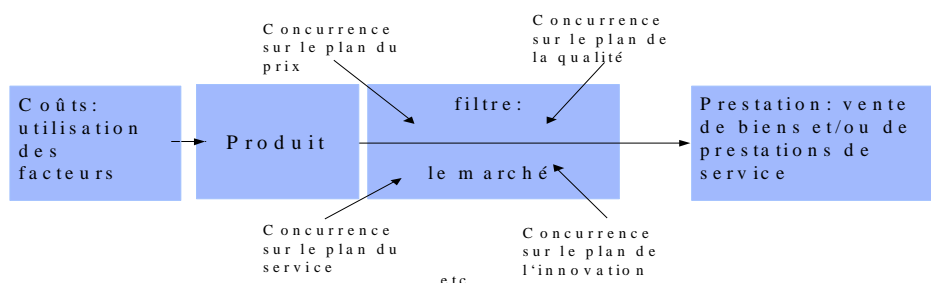 Concurrence
sur le plan du
prix
Concurrence
sur le plan de
la qualité
Coûts:
utilisation
des
facteurs
Produit
filtre:
le marché
Prestation: vente
de biens et/ou de
prestations de
service
Concurrence
sur le plan du
service
Concurrence
sur le plan de
l‘innovation
etc